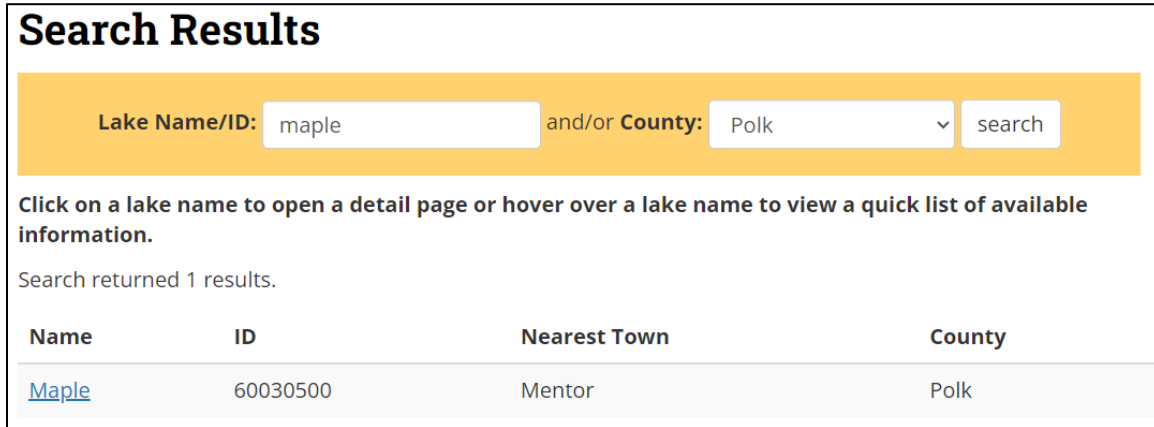 Search Results
Lake Name/ID: maple and/or County: Polk search
Click on a lake name to open a detail page or hover over a lake name to view a quick list of available
information.
Search returned 1 results.
Name ID Nearest Town County
Maple 60030500 Mentor Polk